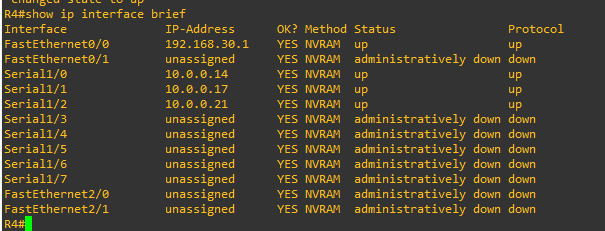 changed state to up
R4#show ip interface brief
Interface                  IP-Address      OK? Method Status                Protocol
FastEthernet0/0            192.168.30.1    YES NVRAM  up                    up
FastEthernet0/1            unassigned      YES NVRAM  administratively down down
Serial1/0                  10.0.0.14       YES NVRAM  up                    up
Serial1/1                  10.0.0.17       YES NVRAM  up                    up
Serial1/2                  10.0.0.21       YES NVRAM  up                    up
Serial1/3                  unassigned      YES NVRAM  administratively down down
Serial1/4                  unassigned      YES NVRAM  administratively down down
Serial1/5                  unassigned      YES NVRAM  administratively down down
Serial1/6                  unassigned      YES NVRAM  administratively down down
Serial1/7                  unassigned      YES NVRAM  administratively down down
FastEthernet2/0            unassigned      YES NVRAM  administratively down down
FastEthernet2/1            unassigned      YES NVRAM  administratively down down
R4#